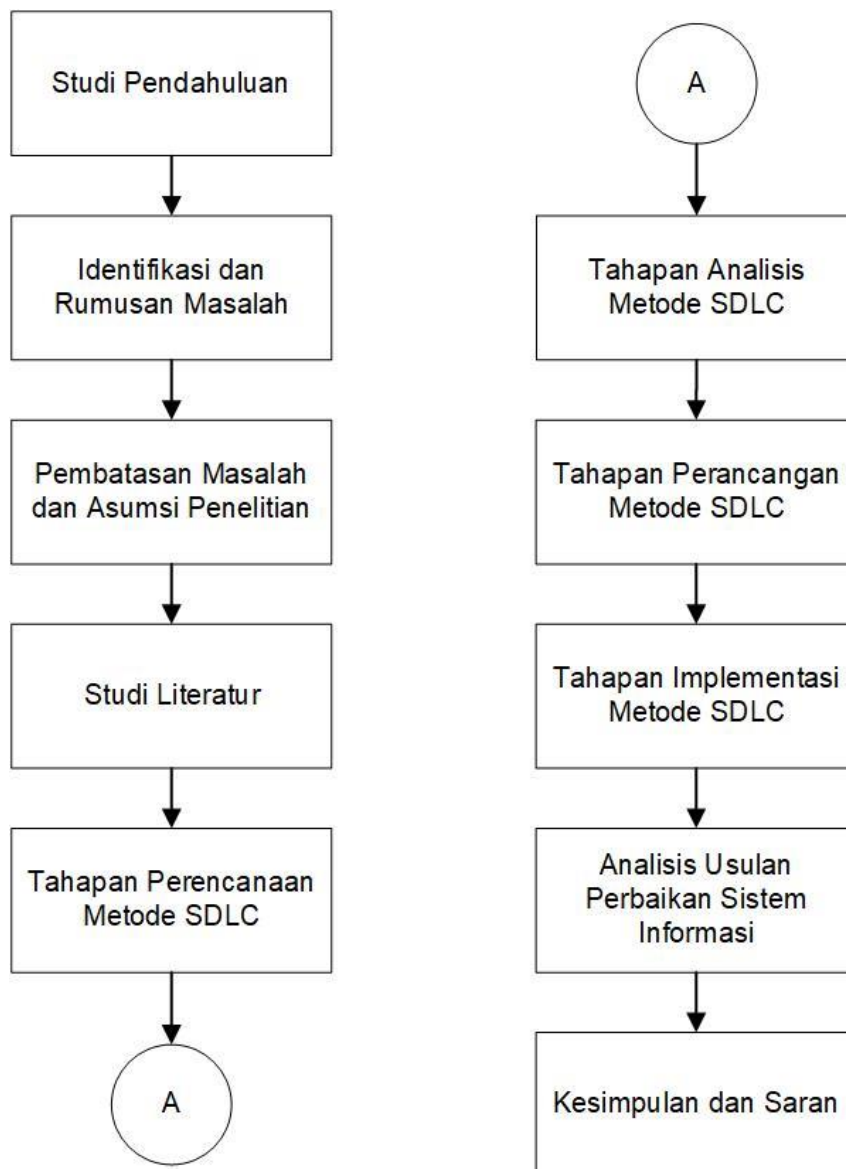 Studi Pendahuluan
Identifikasi dan
Rumusan Masalah
Pembatasan Masalah
dan Asumsi Penelitian
Studi Literatur
Tahapan Perencanaan
Metode SDLC
A
A
Tahapan Analisis
Metode SDLC
Tahapan Perancangan
Metode SDLC
Tahapan Implementasi
Metode SDLC
Analisis Usulan
Perbaikan Sistem
Informasi
Kesimpulan dan Saran